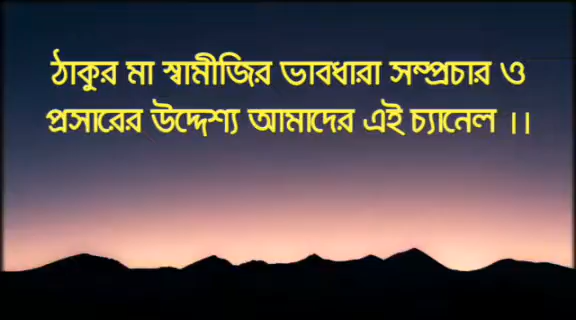 ঠাকুর মা স্বামীজির ভাবধারা সম্প্রচার ও
প্রসারের উদ্দেশ্য আমাদের এই চ্যানেল ।।